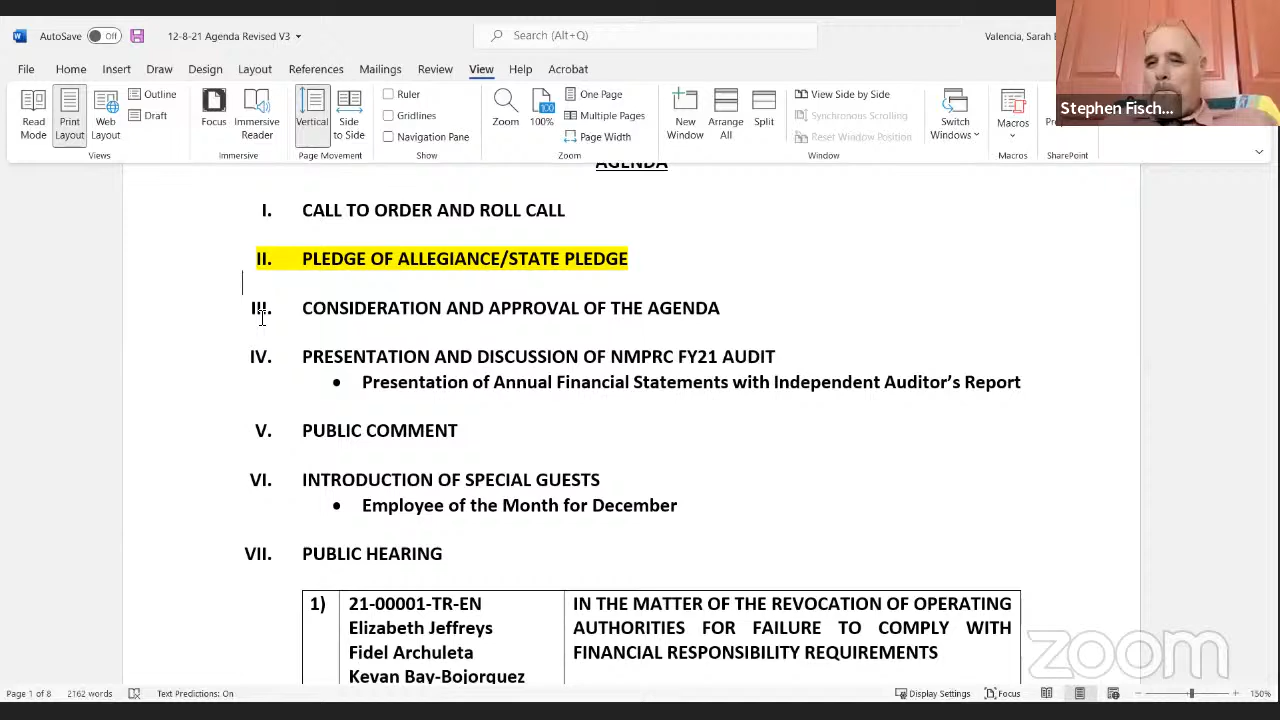 AutoSave Off 12-8-21 Agenda Revised V3 Search (Alt+Q) Valencia, Sarah
File Home Insert Draw Design Layout References Mailings Review View Help Acrobat
Read Mode Print Layout Web Layout Outline Draft
Views
Focus Immersive Reader
Immersive
Vertical Side to Side
Page Movement
Ruler
Gridlines
Navigation Pane
Show
Zoom 100% One Page
Multiple Pages
Page Width
Zoom
New Window Arrange All Split
View Side by Side
Synchronous Scrolling
Reset Window Position
Window
Switch Windows
Macros
Macros
SharePoint
Stephen Fisch...
AGENDA
I. CALL TO ORDER AND ROLL CALL
II. PLEDGE OF ALLEGIANCE/STATE PLEDGE
III. CONSIDERATION AND APPROVAL OF THE AGENDA
IV. PRESENTATION AND DISCUSSION OF NMPRC FY21 AUDIT
• Presentation of Annual Financial Statements with Independent Auditor’s Report
V. PUBLIC COMMENT
VI. INTRODUCTION OF SPECIAL GUESTS
• Employee of the Month for December
VII. PUBLIC HEARING
1) 21-00001-TR-EN IN THE MATTER OF THE REVOCATION OF OPERATING
Elizabeth Jeffreys AUTHORITIES FOR FAILURE TO COMPLY WITH
Fidel Archuleta FINANCIAL RESPONSIBILITY REQUIREMENTS
Kevan Bay-Bojorquez
zoom
Page 1 of 8 2162 words Text Predictions: On Display Settings Focus 150%